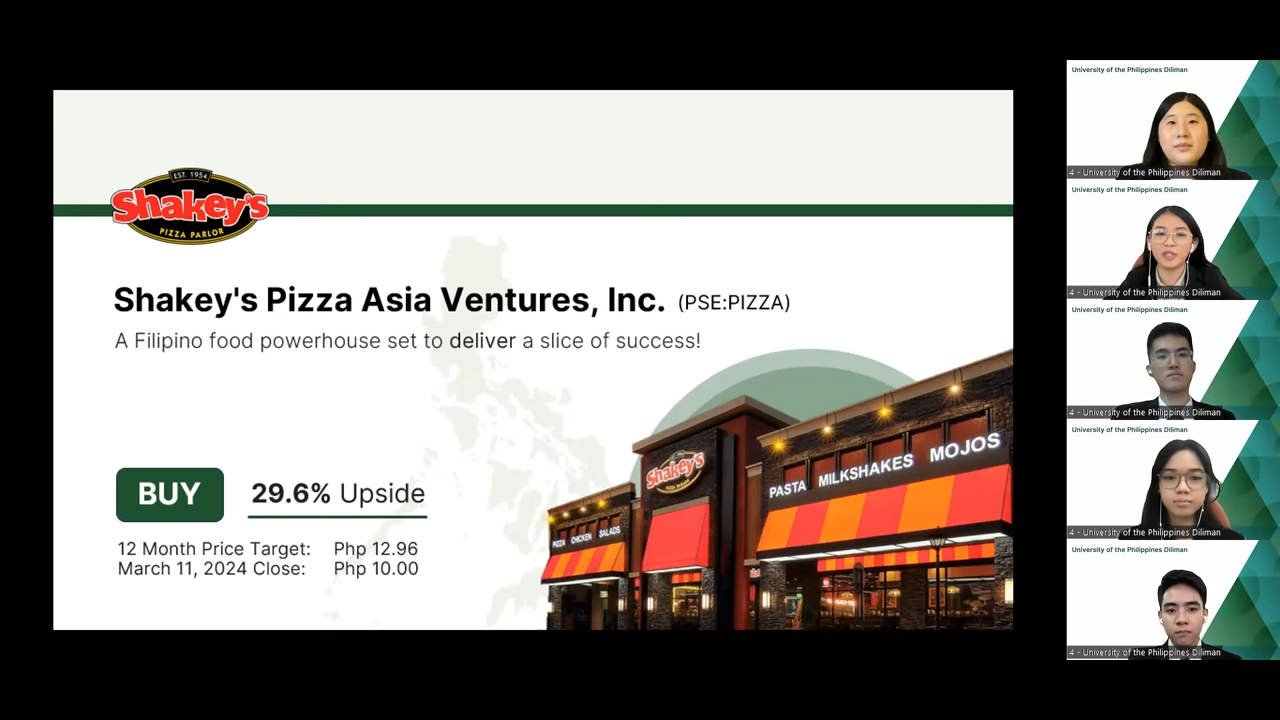 EST. 1954
Shakey's
PIZZA PARLOR
Shakey's Pizza Asia Ventures, Inc. (PSE:PIZZA)
A Filipino food powerhouse set to deliver a slice of success!
BUY
29.6% Upside
12 Month Price Target: Php 12.96
March 11, 2024 Close: Php 10.00
Shakey's
PIZZA PARLOR
PASTA MILKSHAKES MOJOS
PIZZA CHICKEN SALADS
University of the Philippines Diliman
4 - University of the Philippines Diliman
University of the Philippines Diliman
4 - University of the Philippines Diliman
University of the Philippines Diliman
4 - University of the Philippines Diliman
University of the Philippines Diliman
4 - University of the Philippines Diliman
University of the Philippines Diliman
4 - University of the Philippines Diliman